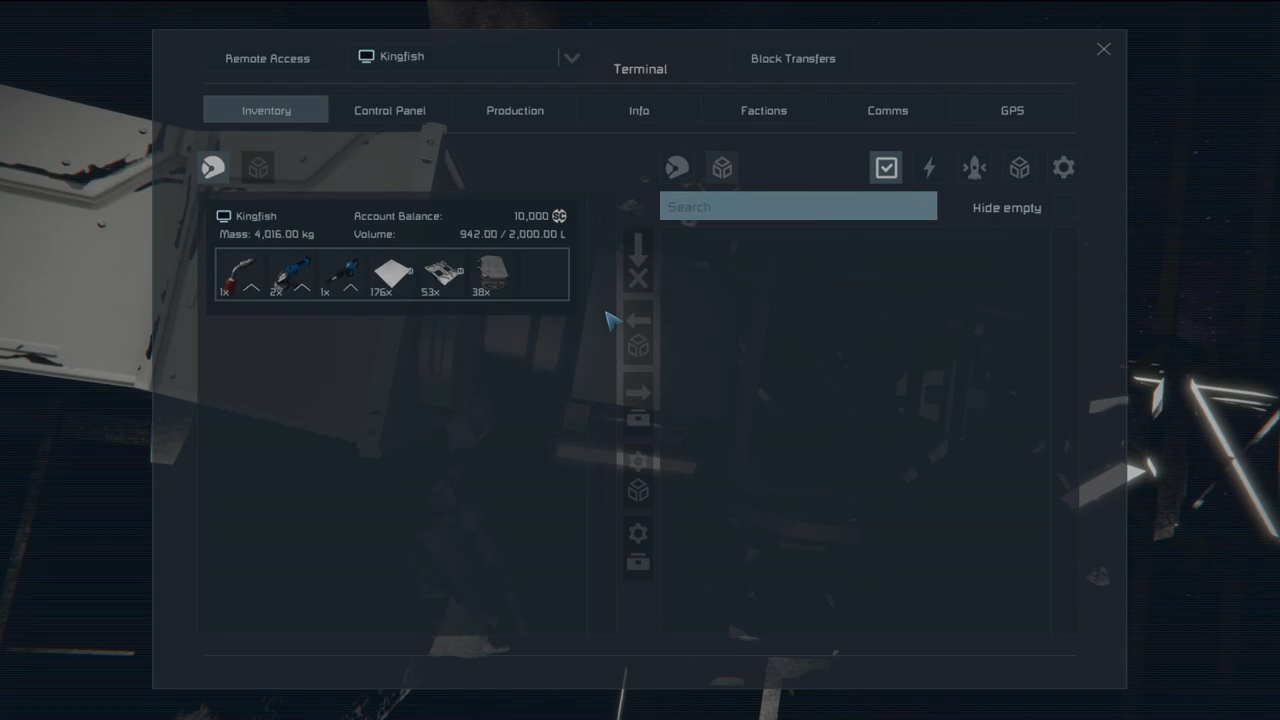 Remote Access
Kingfish
Terminal
Block Transfers
Inventory
Control Panel
Production
Info
Factions
Comms
GPS
Search
Hide empty
Kingfish
Account Balance:
10,000 SC
Mass: 4,016.00 kg
Volume:
942.00 / 2,000.00 L
1x
2x
1x
176x
53x
38x